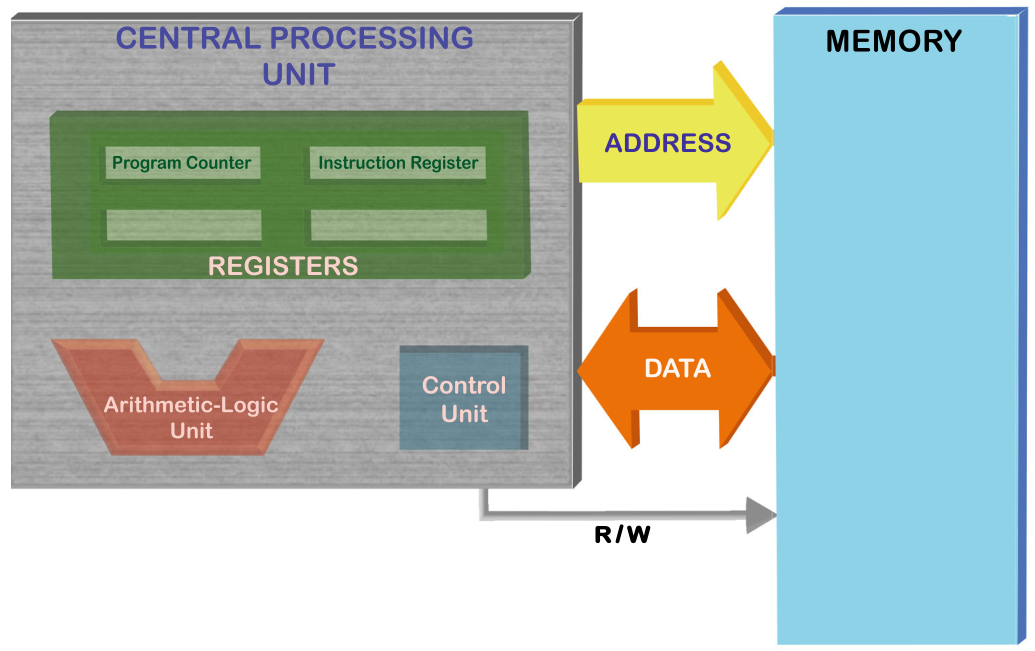 CENTRAL PROCESSING
UNIT
Program Counter
Instruction Register
REGISTERS
Arithmetic-Logic
Unit
Control
Unit
ADDRESS
DATA
R/W
MEMORY